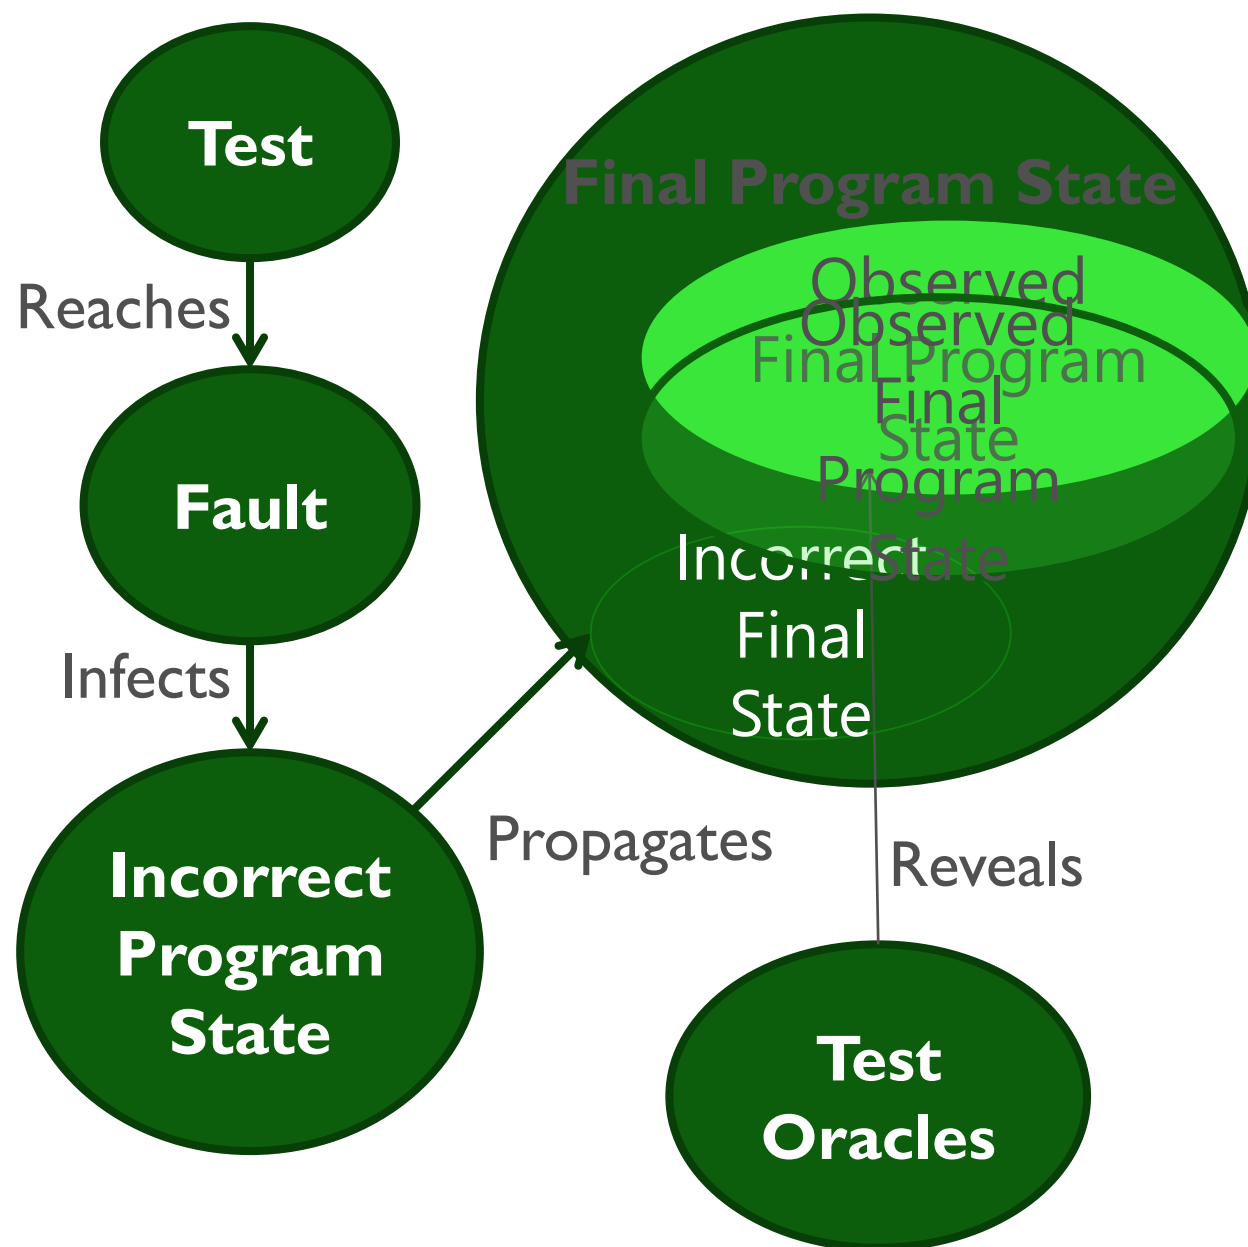 Test
Reaches
Fault
Infects
Incorrect
Program
State
Propagates
Final Program State
Observed
Final Program
State
Observed
Final
Program
State
Incorrect
Final
State
Reveals
Test
Oracles